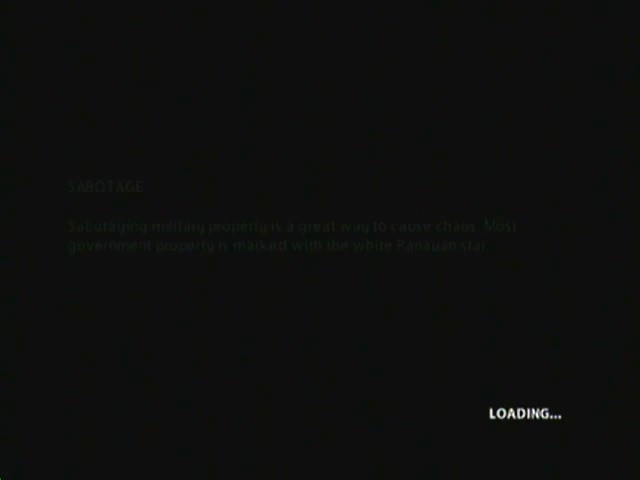 SABOTAGE
Sabotaging military property is a great way to cause chaos. Most
government property is marked with the white Panauan star.
LOADING...